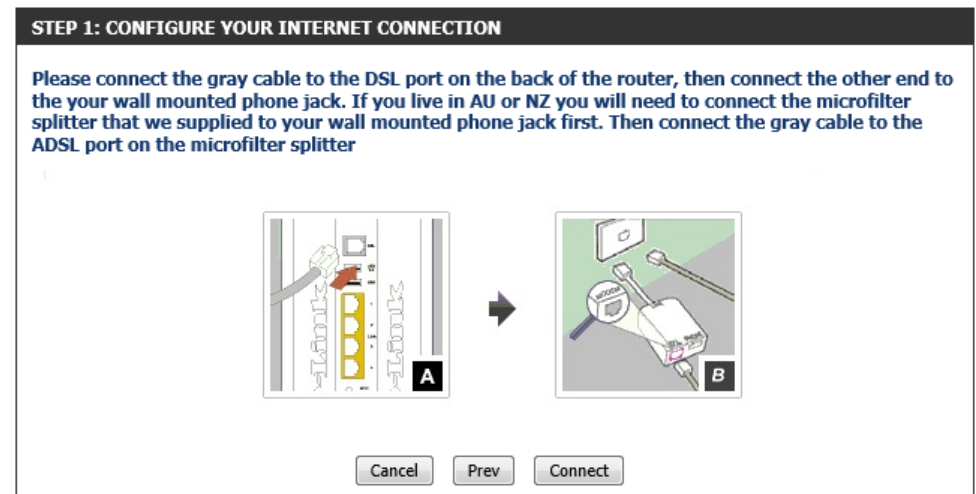 STEP 1: CONFIGURE YOUR INTERNET CONNECTION
Please connect the gray cable to the DSL port on the back of the router, then connect the other end to
the your wall mounted phone jack. If you live in AU or NZ you will need to connect the microfilter
splitter that we supplied to your wall mounted phone jack first. Then connect the gray cable to the
ADSL port on the microfilter splitter
A
MODEM
B
Cancel Prev Connect